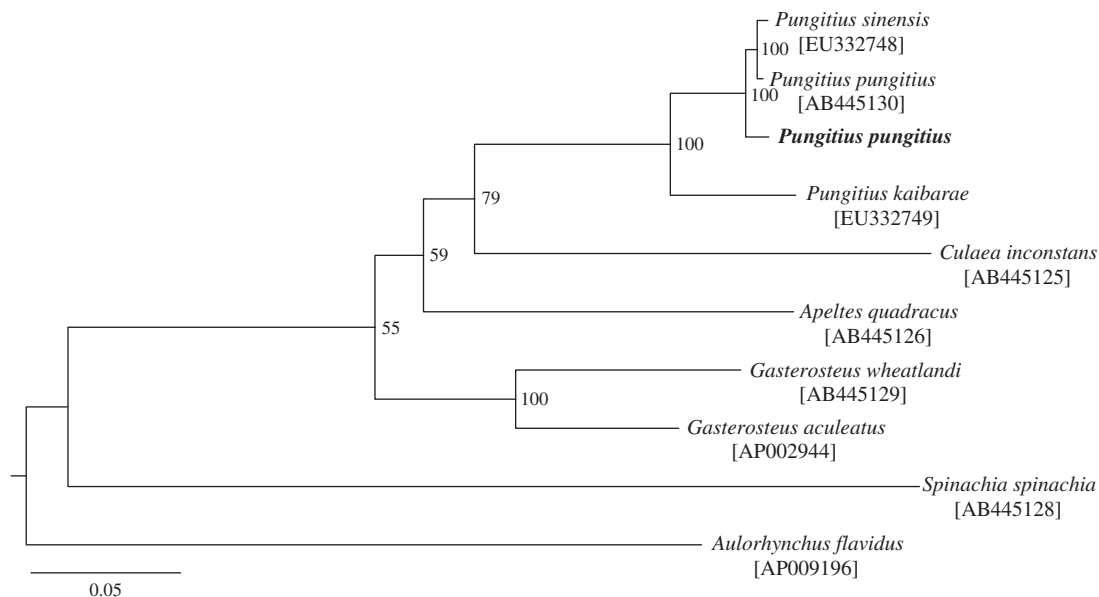 Pungitius sinensis
100 [EU332748]
Pungitius pungitius
100 [AB445130]
Pungitius pungitius
100
Pungitius kaibarae
[EU332749]
79
Culaea inconstans
[AB445125]
59
Apeltes quadracus
[AB445126]
55
Gasterosteus wheatlandi
[AB445129]
100
Gasterosteus aculeatus
[AP002944]
Spinachia spinachia
[AB445128]
Aulorhynchus flavidus
[AP009196]
0.05